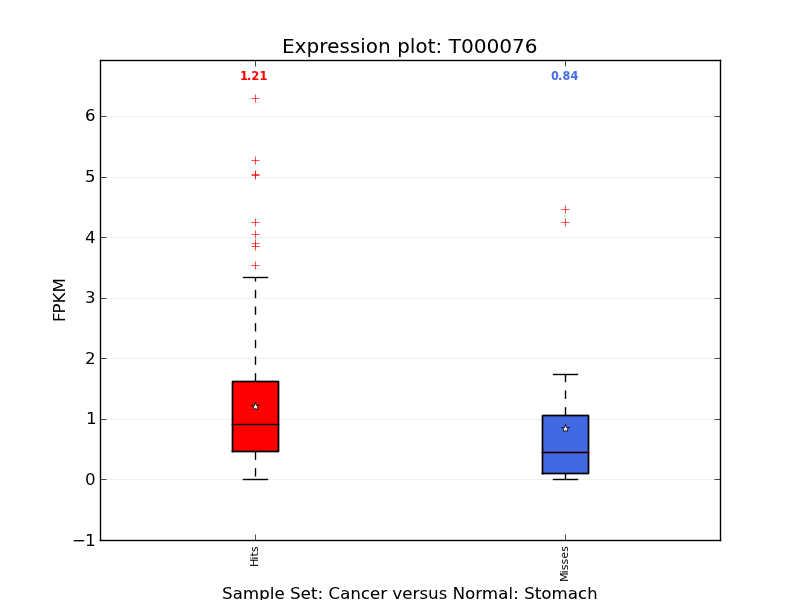 Expression plot: T000076
1.21 0.84
6
5
4
3
2
1
0
−1
FPKM
Hits
Misses
Sample Set: Cancer versus Normal: Stomach